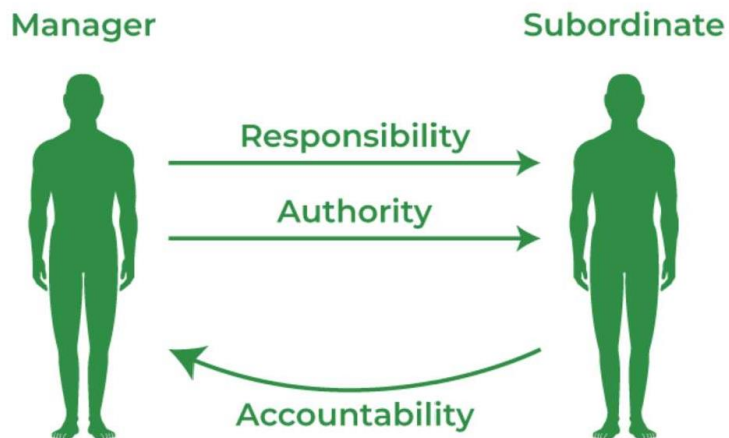 Manager
Subordinate
Responsibility
Authority
Accountability